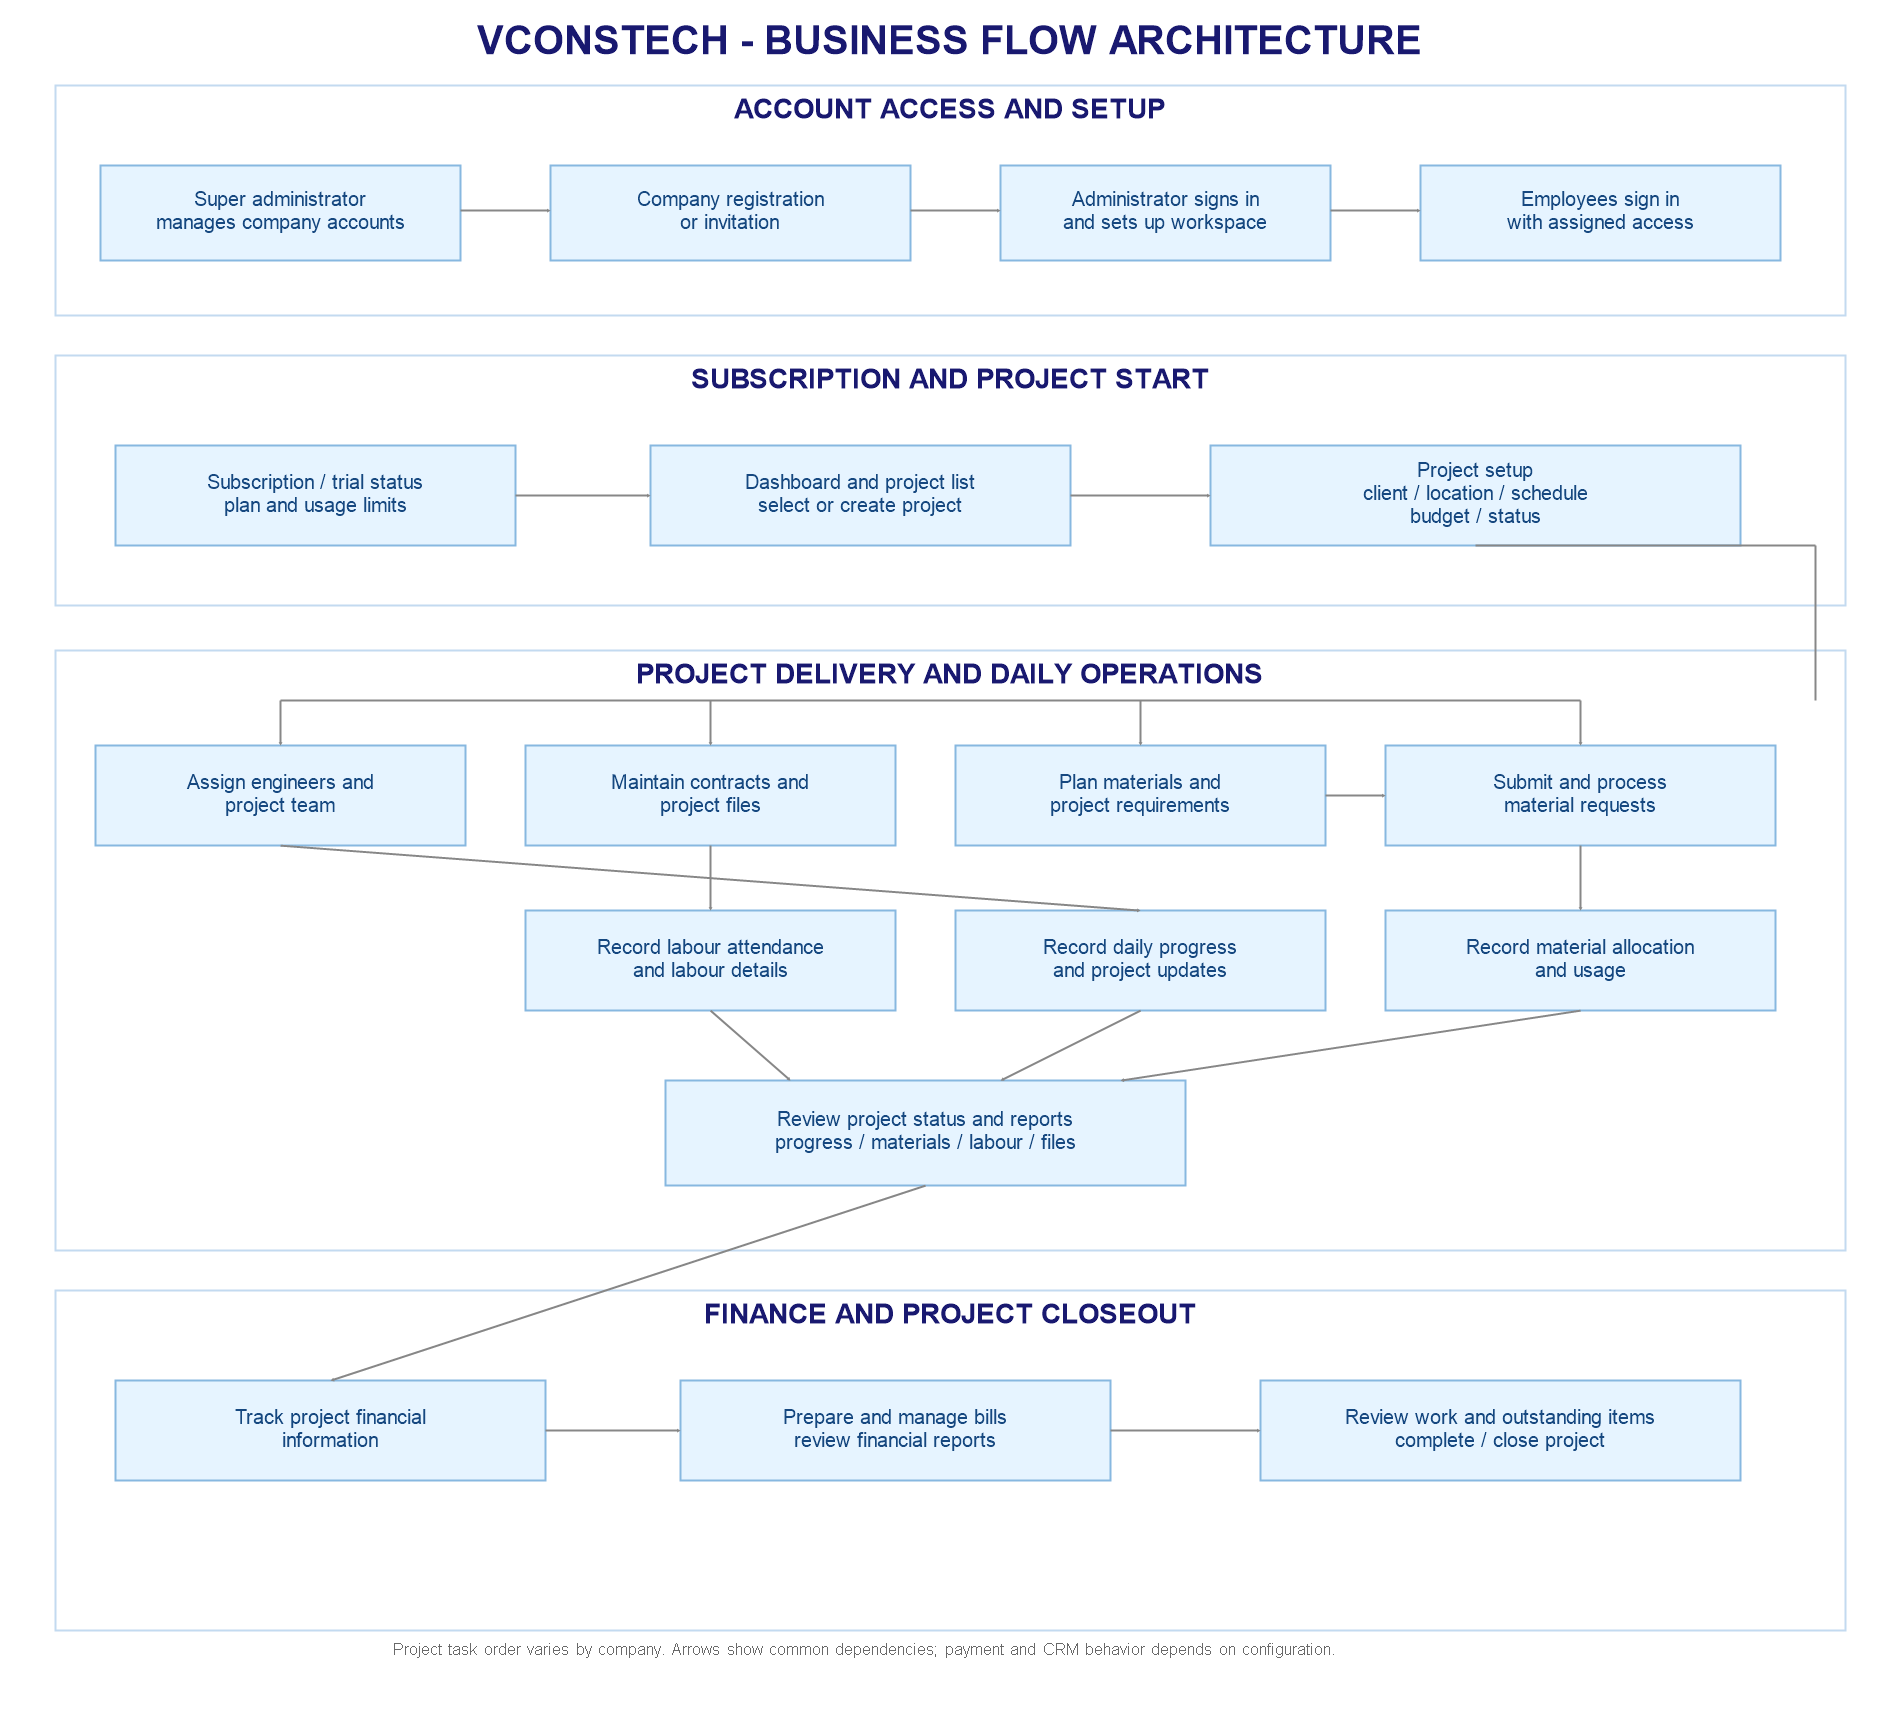 VCONSTECH - BUSINESS FLOW ARCHITECTURE
ACCOUNT ACCESS AND SETUP
Super administrator
manages company accounts
Company registration
or invitation
Administrator signs in
and sets up workspace
Employees sign in
with assigned access
SUBSCRIPTION AND PROJECT START
Subscription / trial status
plan and usage limits
Dashboard and project list
select or create project
Project setup
client / location / schedule
budget / status
PROJECT DELIVERY AND DAILY OPERATIONS
Assign engineers and
project team
Maintain contracts and
project files
Plan materials and
project requirements
Submit and process
material requests
Record labour attendance
and labour details
Record daily progress
and project updates
Record material allocation
and usage
Review project status and reports
progress / materials / labour / files
FINANCE AND PROJECT CLOSEOUT
Track project financial
information
Prepare and manage bills
review financial reports
Review work and outstanding items
complete / close project
Project task order varies by company. Arrows show common dependencies; payment and CRM behavior depends on configuration.